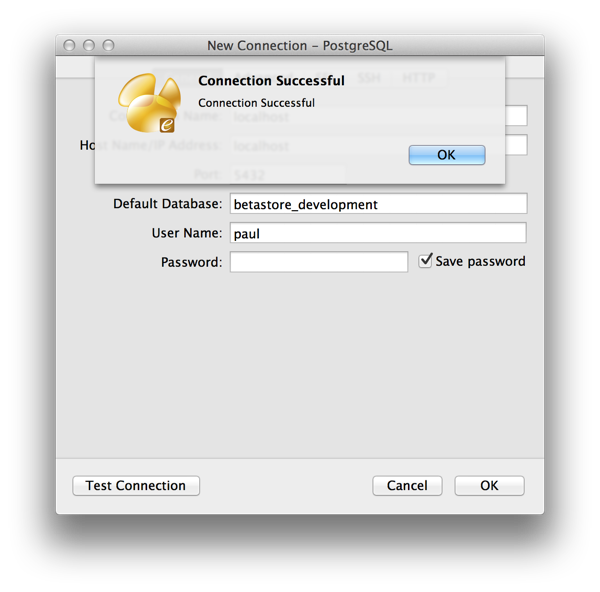 New Connection – PostgreSQL
SSH HTTP
Connection Successful
Connection Successful
Name: localhost
Host Name/IP Address: localhost
OK
Port: 5432
Default Database: betastore_development
User Name: paul
Password: Save password
Test Connection Cancel OK